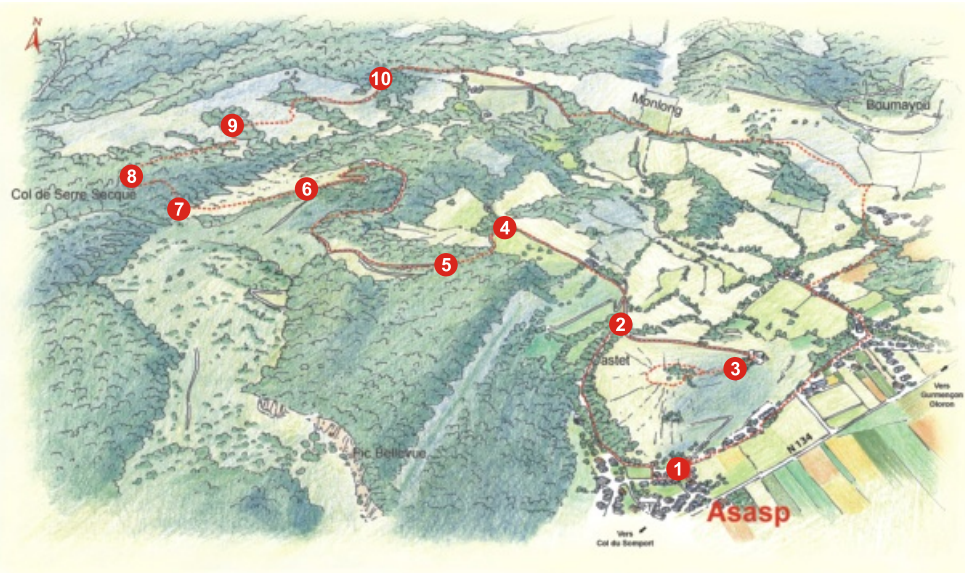 N
10
Monlong
Boumayou
9
8
Col de Serre Secque
6
7
4
5
2
astet
3
Vers
Gurmençon
Oloron
N 134
Pic Bellevue
1
Asasp
Vers
Col du Somport